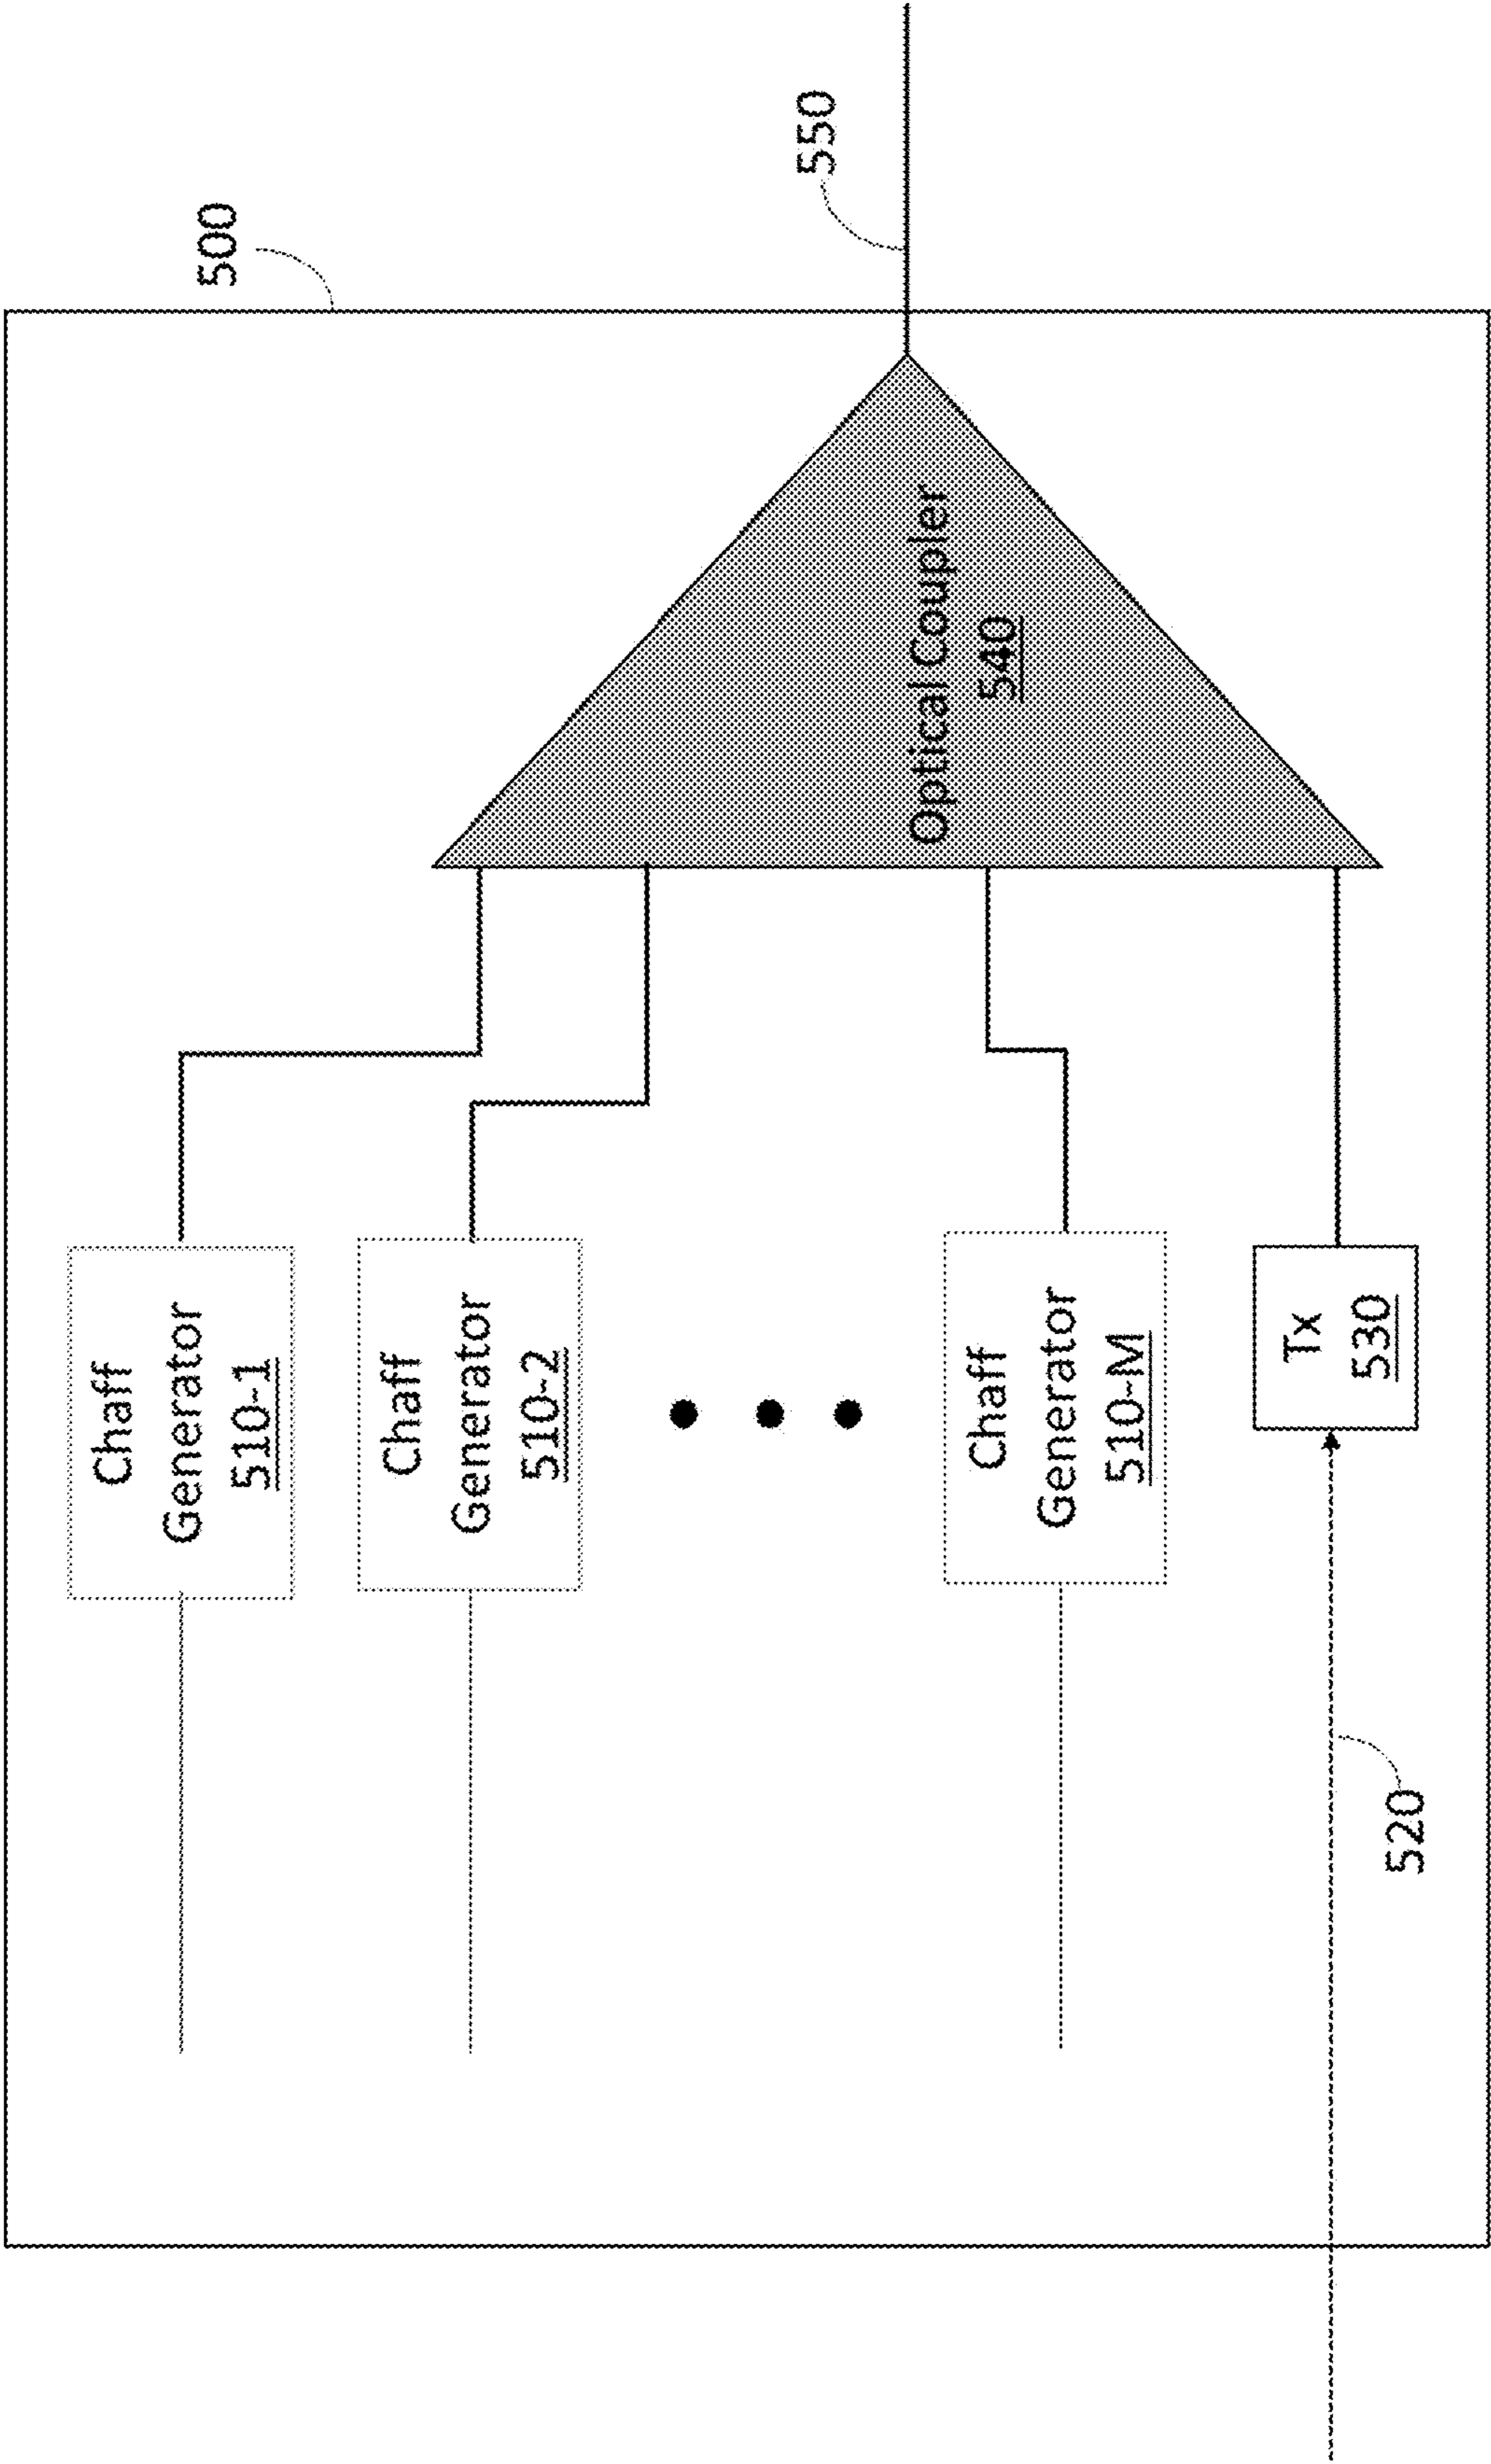 500
550
Chaff
Generator
510-1
Chaff
Generator
510-2
Chaff
Generator
510-M
Tx
530
Optical Coupler
540
520